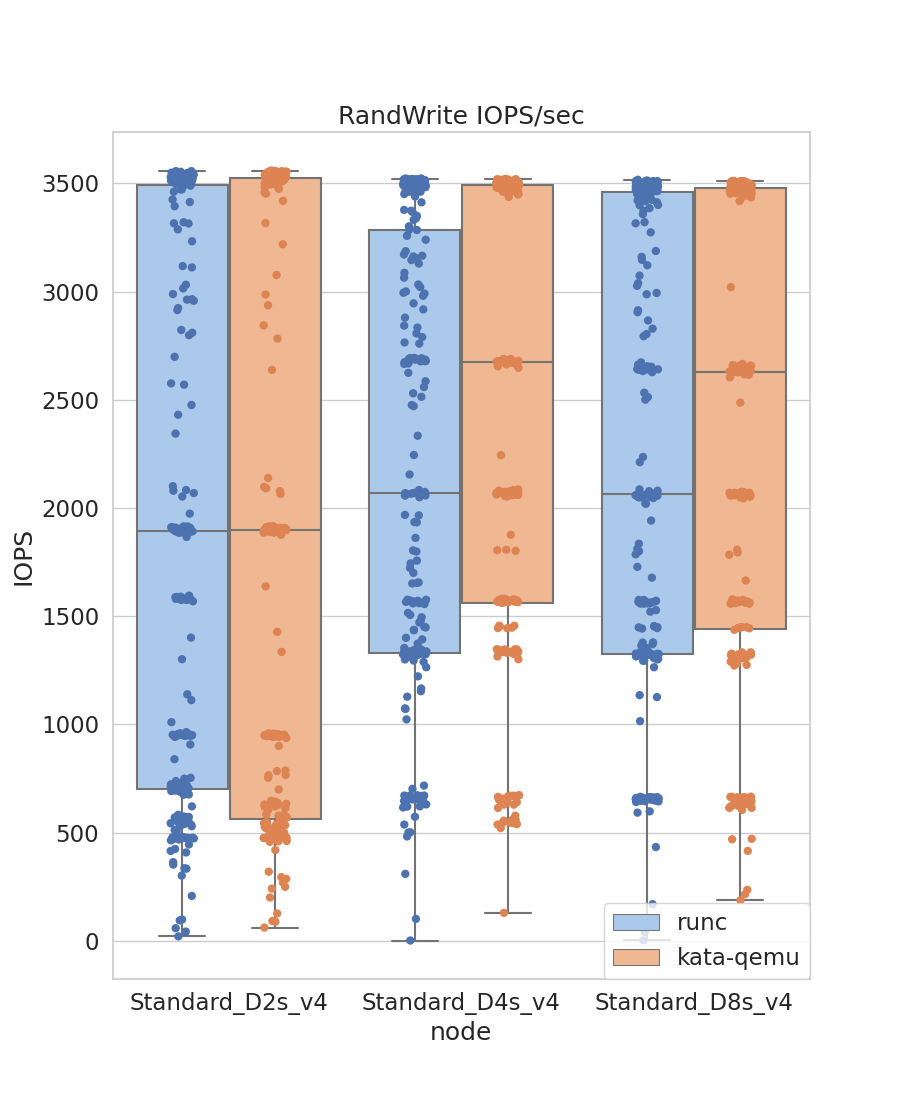 RandWrite IOPS/sec
3500
3000
2500
2000
1500
1000
500
0
IOPS
runc
kata-qemu
Standard_D2s_v4
Standard_D4s_v4
Standard_D8s_v4
node